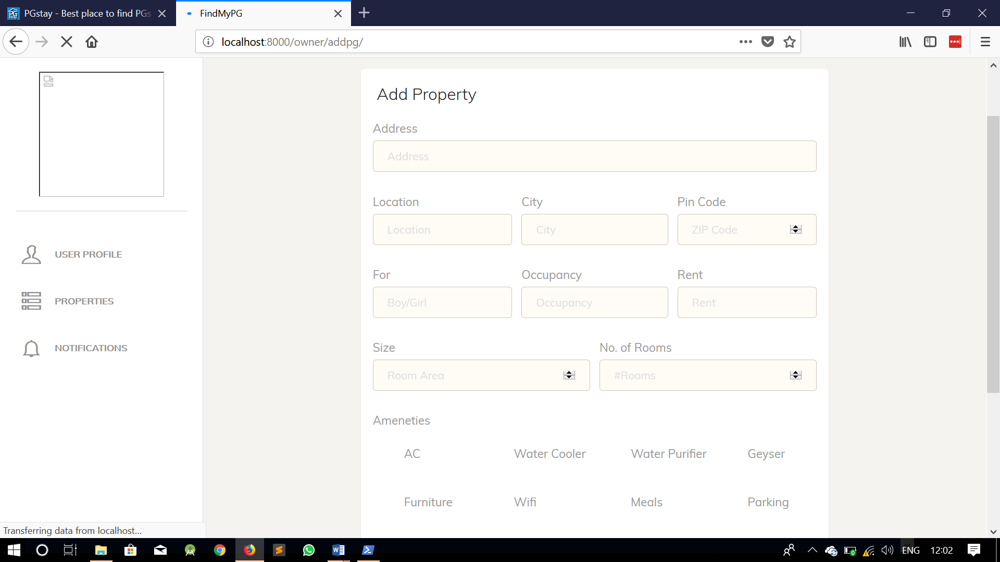 PGstay - Best place to find PGs
FindMyPG
localhost:8000/owner/addpg/
Add Property
Address
Address
Location City Pin Code
Location City ZIP Code
For Occupancy Rent
Boy/Girl Occupancy Rent
Size No. of Rooms
Room Area #Rooms
Ameneties
AC Water Cooler Water Purifier Geyser
Furniture Wifi Meals Parking
USER PROFILE
PROPERTIES
NOTIFICATIONS
Transferring data from localhost...
ENG 12:02